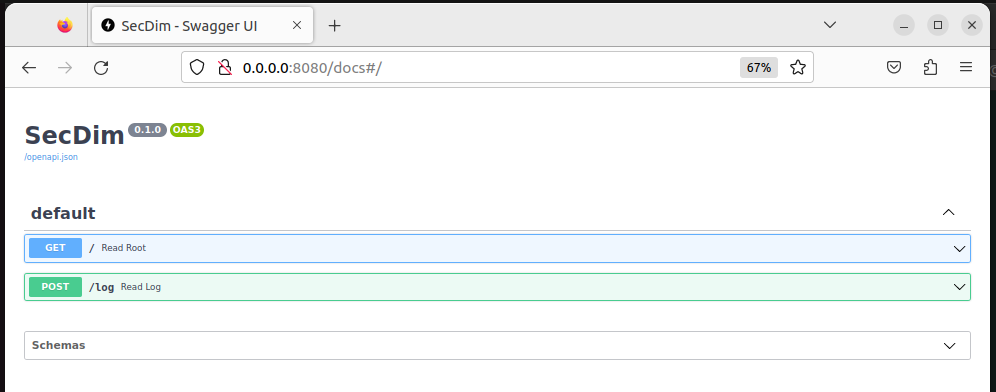 SecDim - Swagger UI
0.0.0.0:8080/docs#/
67%
SecDim 0.1.0 OAS3
/openapi.json
default
GET / Read Root
POST /log Read Log
Schemas